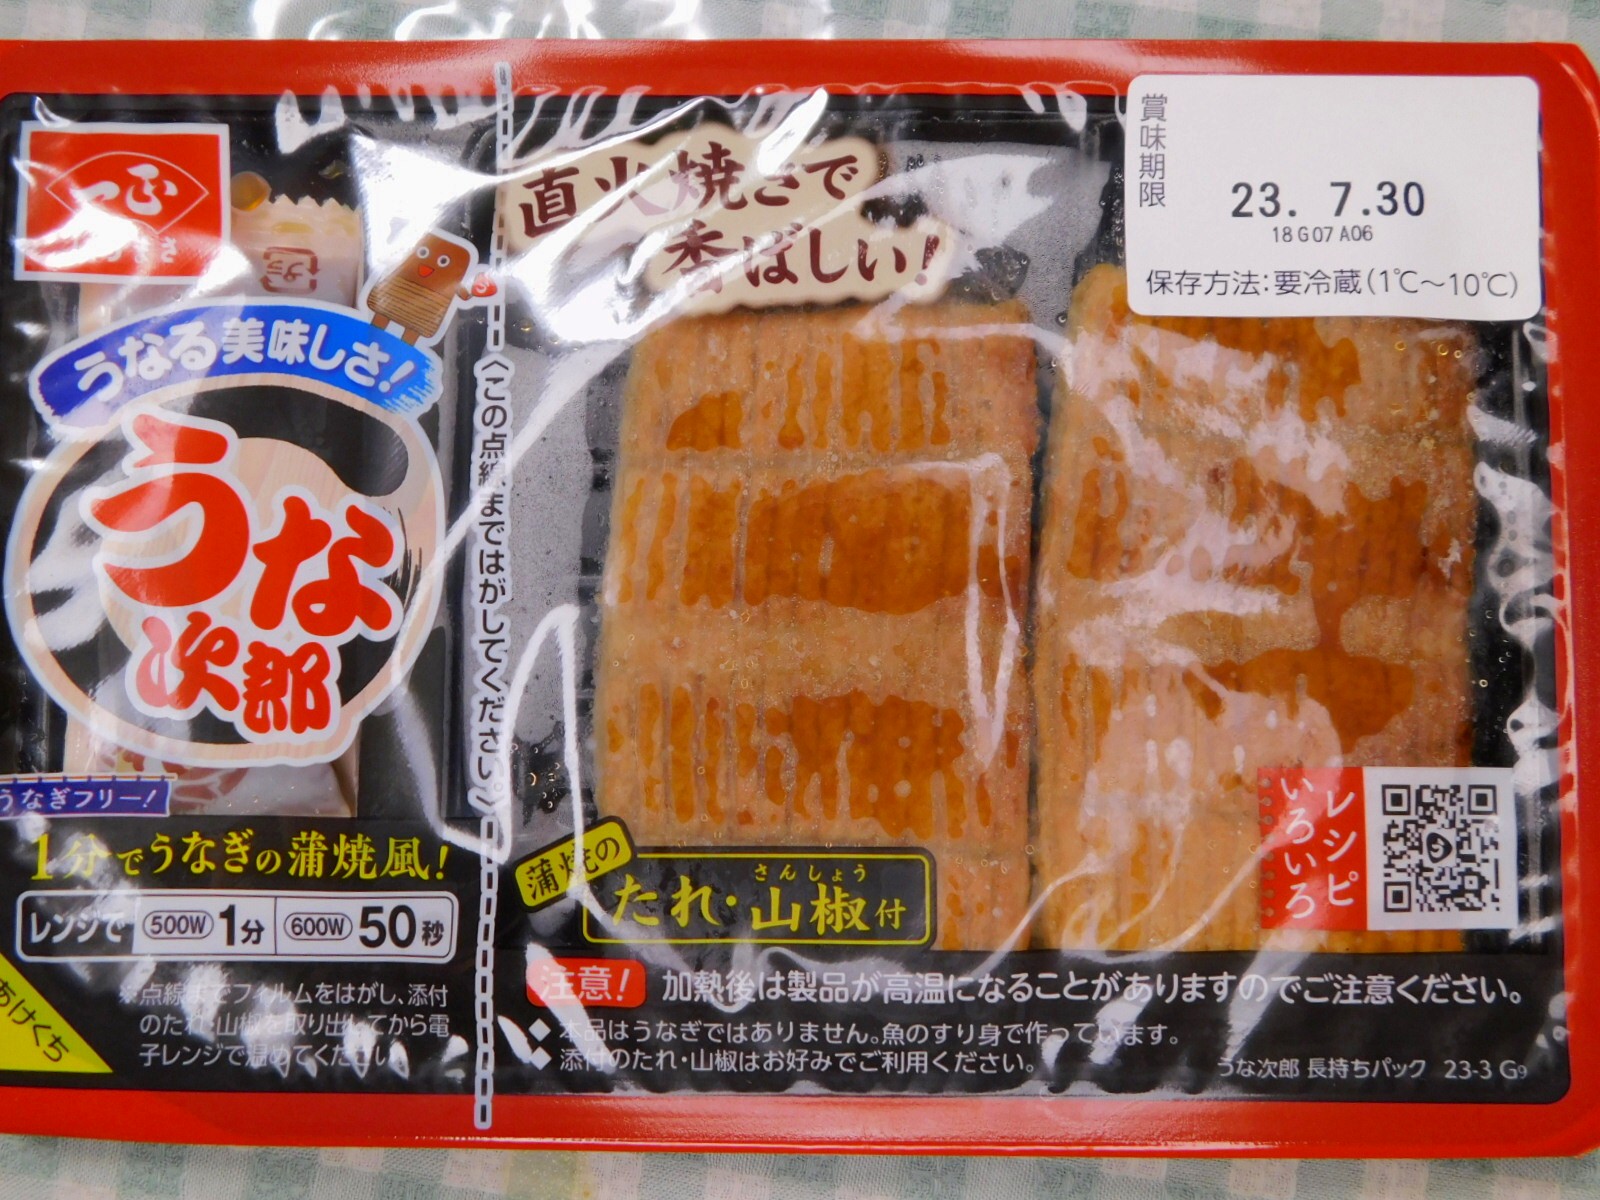 一正
さ
うなる美味しさ!
うな
次郎
うなぎフリー!
1分でうなぎの蒲焼風!
レンジで 500W 1分 600W 50秒
※点線までフィルムをはがし、添付
のたれ・山椒を取り出してから電
子レンジで温めてください。
あけくち
〈この点線まではがしてください。〉
直火焼きで
香ばしい!
賞味期限
23. 7.30
18 G07 A06
保存方法:要冷蔵(1℃~10℃)
蒲焼の
さんしょう
たれ・山椒付
レシピ
いろいろ
注意! 加熱後は製品が高温になることがありますのでご注意ください。
◆ 本品はうなぎではありません。魚のすり身で作っています。
◆ 添付のたれ・山椒はお好みでご利用ください。
うな次郎 長持ちパック 23-3 G9